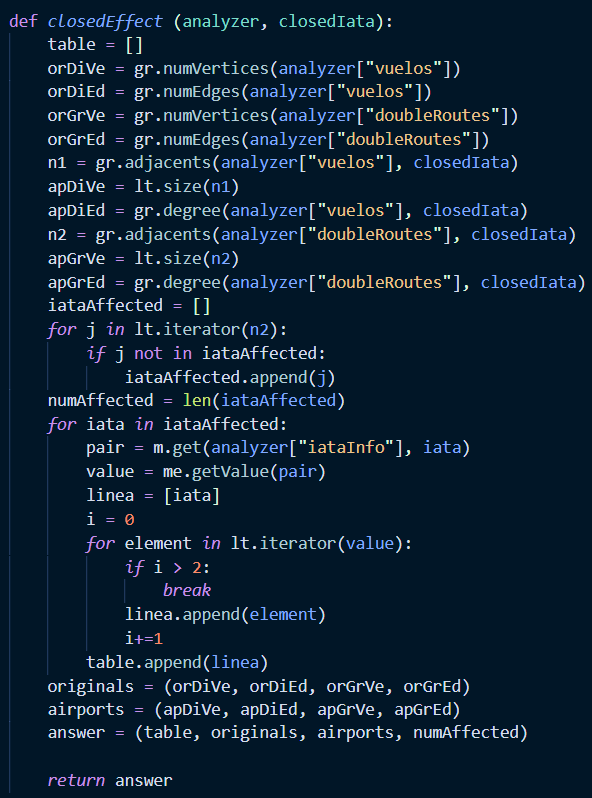 def closedEffect (analyzer, closedIata):
    table = []
    orDiVe = gr.numVertices(analyzer["vuelos"])
    orDiEd = gr.numEdges(analyzer["vuelos"])
    orGrVe = gr.numVertices(analyzer["doubleRoutes"])
    orGrEd = gr.numEdges(analyzer["doubleRoutes"])
    n1 = gr.adjacents(analyzer["vuelos"], closedIata)
    apDiVe = lt.size(n1)
    apDiEd = gr.degree(analyzer["vuelos"], closedIata)
    n2 = gr.adjacents(analyzer["doubleRoutes"], closedIata)
    apGrVe = lt.size(n2)
    apGrEd = gr.degree(analyzer["doubleRoutes"], closedIata)
    iataAffected = []
    for j in lt.iterator(n2):
        if j not in iataAffected:
            iataAffected.append(j)
    numAffected = len(iataAffected)
    for iata in iataAffected:
        pair = m.get(analyzer["iataInfo"], iata)
        value = me.getValue(pair)
        linea = [iata]
        i = 0
        for element in lt.iterator(value):
            if i > 2:
                break
            linea.append(element)
            i+=1
        table.append(linea)
    originals = (orDiVe, orDiEd, orGrVe, orGrEd)
    airports = (apDiVe, apDiEd, apGrVe, apGrEd)
    answer = (table, originals, airports, numAffected)

    return answer